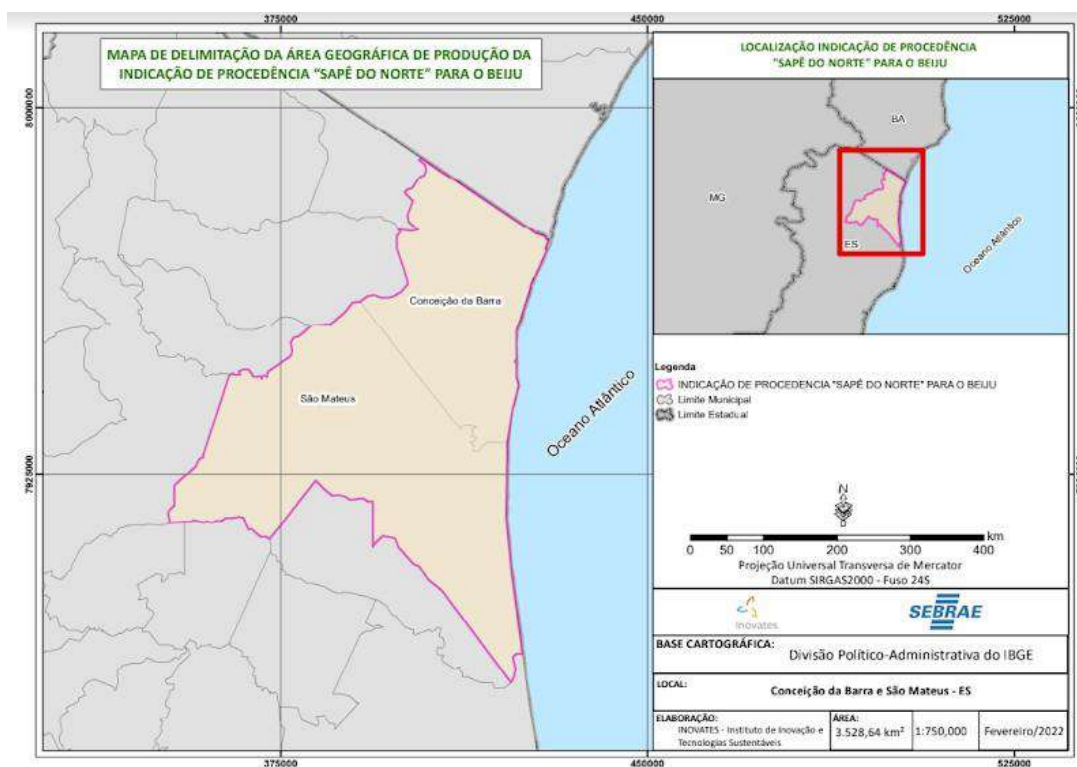 375000
450000
525000
MAPA DE DELIMITAÇÃO DA ÁREA GEOGRÁFICA DE PRODUÇÃO DA
INDICAÇÃO DE PROCEDÊNCIA "SAPÊ DO NORTE" PARA O BEIJU
8000000
7925000
Conceição da Barra
São Mateus
Oceano Atlântico
375000
450000
525000
LOCALIZAÇÃO INDICAÇÃO DE PROCEDÊNCIA
"SAPÊ DO NORTE" PARA O BEIJU
BA
MG
ES
Oceano Atlântico
Legenda
INDICAÇÃO DE PROCEDENCIA "SAPÊ DO NORTE" PARA O BEIJU
Limite Municipal
Limite Estadual
N
km
0 50 100 200 300 400
Projeção Universal Transversa de Mercator
Datum SIRGAS2000 - Fuso 24S
Inovates
SEBRAE
BASE CARTOGRÁFICA: Divisão Político-Administrativa do IBGE
LOCAL: Conceição da Barra e São Mateus - ES
ELABORAÇÃO:
INOVATES - Instituto de Inovação e
Tecnologias Sustentáveis
ÁREA:
3.528,64 km²
1:750,000
Fevereiro/2022